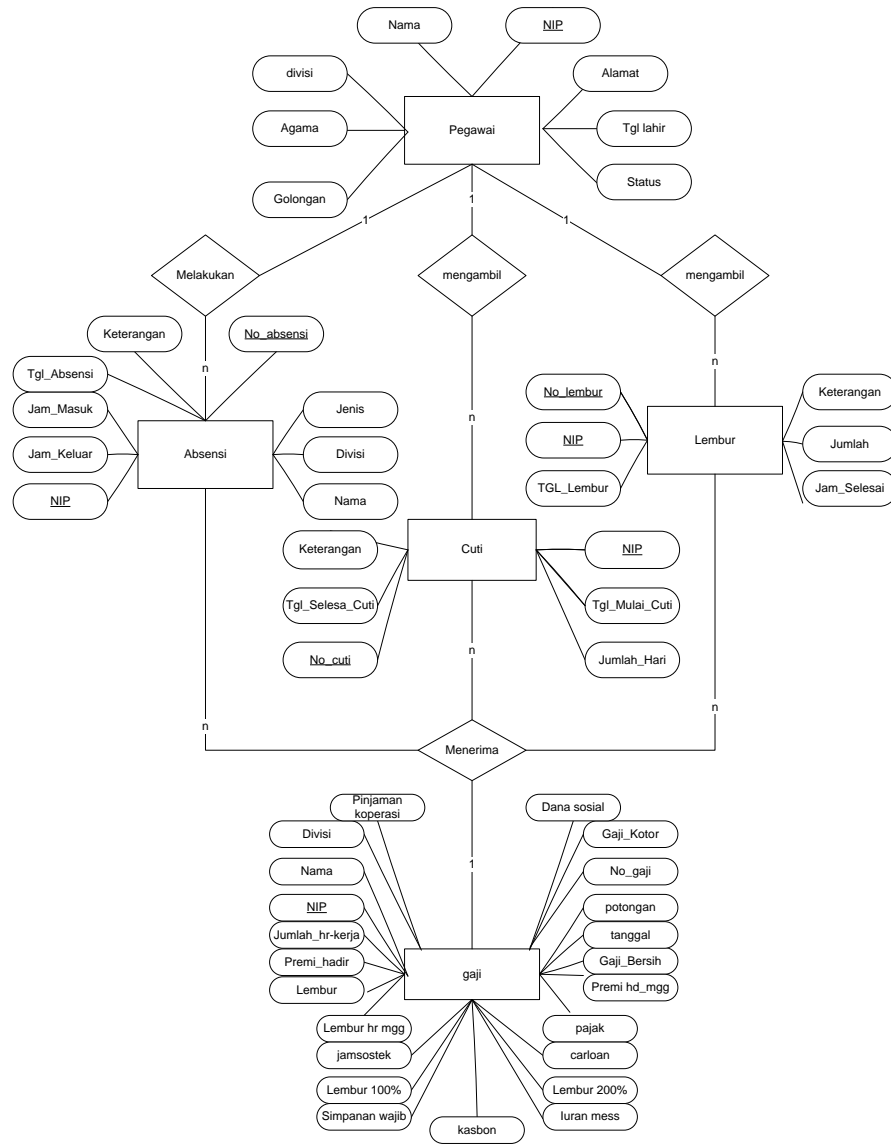 Nama
NIP
divisi
Alamat
Agama
Pegawai
Tgl lahir
Golongan
Status
1
1
1
Melakukan
mengambil
mengambil
Keterangan
No_absensi
n
n
n
Tgl_Absensi
Jam_Masuk
Jenis
No_lembur
Keterangan
Jam_Keluar
Absensi
Divisi
NIP
Lembur
Jumlah
NIP
Nama
TGL_Lembur
Jam_Selesai
Keterangan
Cuti
NIP
Tgl_Selesa_Cuti
Tgl_Mulai_Cuti
No_cuti
Jumlah_Hari
n
n
n
Menerima
Pinjaman
koperasi
Dana sosial
Divisi
Gaji_Kotor
1
Nama
No_gaji
NIP
potongan
Jumlah_hr-kerja
tanggal
Premi_hadir
Gaji_Bersih
gaji
Lembur
Premi hd_mgg
Lembur hr mgg
pajak
jamsostek
carloan
Lembur 100%
Lembur 200%
Simpanan wajib
Iuran mess
kasbon